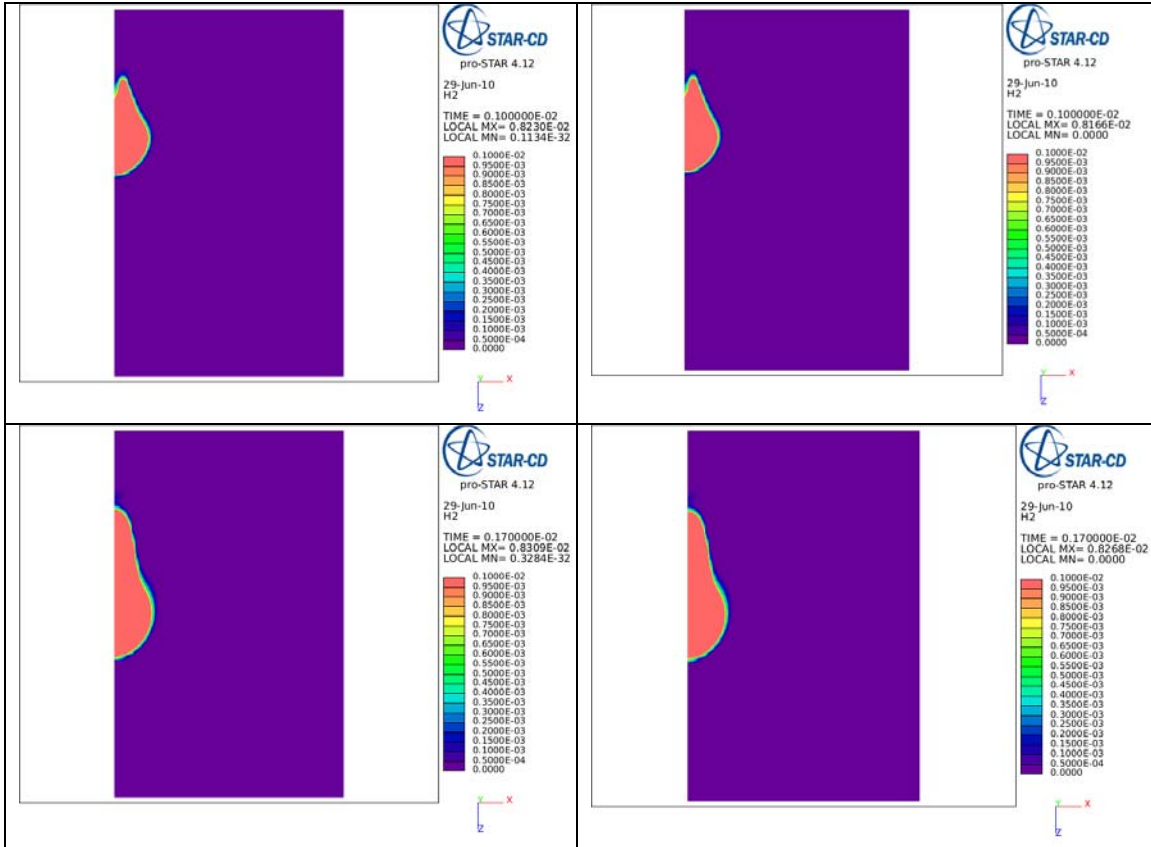 STAR-CD
pro-STAR 4.12
29-Jun-10
H2
TIME = 0.100000E-02
LOCAL MX= 0.8230E-02
LOCAL MN= 0.1134E-32
0.1000E-02
0.9500E-03
0.9000E-03
0.8500E-03
0.8000E-03
0.7500E-03
0.7000E-03
0.6500E-03
0.6000E-03
0.5500E-03
0.5000E-03
0.4500E-03
0.4000E-03
0.3500E-03
0.3000E-03
0.2500E-03
0.2000E-03
0.1500E-03
0.1000E-03
0.5000E-04
0.0000
Y X
Z
STAR-CD
pro-STAR 4.12
29-Jun-10
H2
TIME = 0.100000E-02
LOCAL MX= 0.8166E-02
LOCAL MN= 0.0000
0.1000E-02
0.9500E-03
0.9000E-03
0.8500E-03
0.8000E-03
0.7500E-03
0.7000E-03
0.6500E-03
0.6000E-03
0.5500E-03
0.5000E-03
0.4500E-03
0.4000E-03
0.3500E-03
0.3000E-03
0.2500E-03
0.2000E-03
0.1500E-03
0.1000E-03
0.5000E-04
0.0000
Y X
Z
STAR-CD
pro-STAR 4.12
29-Jun-10
H2
TIME = 0.170000E-02
LOCAL MX= 0.8309E-02
LOCAL MN= 0.3284E-32
0.1000E-02
0.9500E-03
0.9000E-03
0.8500E-03
0.8000E-03
0.7500E-03
0.7000E-03
0.6500E-03
0.6000E-03
0.5500E-03
0.5000E-03
0.4500E-03
0.4000E-03
0.3500E-03
0.3000E-03
0.2500E-03
0.2000E-03
0.1500E-03
0.1000E-03
0.5000E-04
0.0000
Y X
Z
STAR-CD
pro-STAR 4.12
29-Jun-10
H2
TIME = 0.170000E-02
LOCAL MX= 0.8268E-02
LOCAL MN= 0.0000
0.1000E-02
0.9500E-03
0.9000E-03
0.8500E-03
0.8000E-03
0.7500E-03
0.7000E-03
0.6500E-03
0.6000E-03
0.5500E-03
0.5000E-03
0.4500E-03
0.4000E-03
0.3500E-03
0.3000E-03
0.2500E-03
0.2000E-03
0.1500E-03
0.1000E-03
0.5000E-04
0.0000
Y X
Z